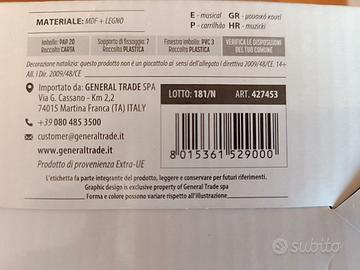 MATERIALE: MDF + LEGNO
E - musical GR - μουσικό κουτί
P - carrilhão HR - muzicki
Imballo: PAP 20
Raccolta CARTA
Supporto di fissaggio: 7
Raccolta PLASTICA
Finestra imballo: PVC 3
Raccolta PLASTICA
VERIFICA LE DISPOSIZIONI
DEL TUO COMUNE
Decorazione natalizia: questo prodotto non è un giocattolo ai sensi dell'allegato I direttiva 2009/48/CE. 14 -
All. I Dir. 2009/48/CE
Importato da: GENERAL TRADE SPA
Via G. Cassano - Km 2,2
74015 Martina Franca (TA) ITALY
+39 080 485 3500
customer@generaltrade.it
www.generaltrade.it
Prodotto di provenienza Extra-UE
LOTTO: 181/N ART. 427453
8 015361 529000
L'etichetta fa parte integrante del prodotto, leggere e conservare per futuri riferimenti.
Graphic design is exclusive property of General Trade spa
Forma e colore possono variare rispetto all'illustrazione
subito